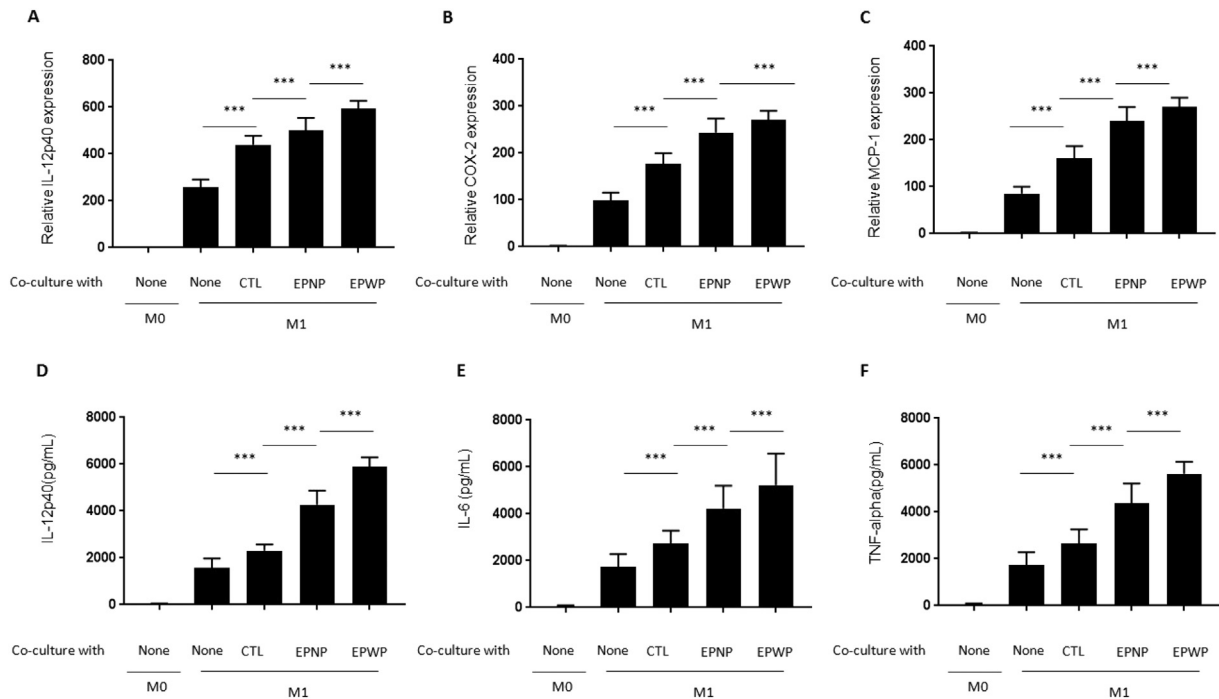 A
Relative IL-12p40 expression
800
600
400
200
0
***
***
***
Co-culture with
None
None
CTL
EPNP
EPWP
M0
M1
B
Relative COX-2 expression
400
300
200
100
0
***
***
***
Co-culture with
None
None
CTL
EPNP
EPWP
M0
M1
C
Relative MCP-1 expression
400
300
200
100
0
***
***
***
Co-culture with
None
None
CTL
EPNP
EPWP
M0
M1
D
IL-12p40(pg/mL)
8000
6000
4000
2000
0
***
***
***
Co-culture with
None
None
CTL
EPNP
EPWP
M0
M1
E
IL-6 (pg/mL)
8000
6000
4000
2000
0
***
***
***
Co-culture with
None
None
CTL
EPNP
EPWP
M0
M1
F
TNF-alpha(pg/mL)
8000
6000
4000
2000
0
***
***
***
Co-culture with
None
None
CTL
EPNP
EPWP
M0
M1